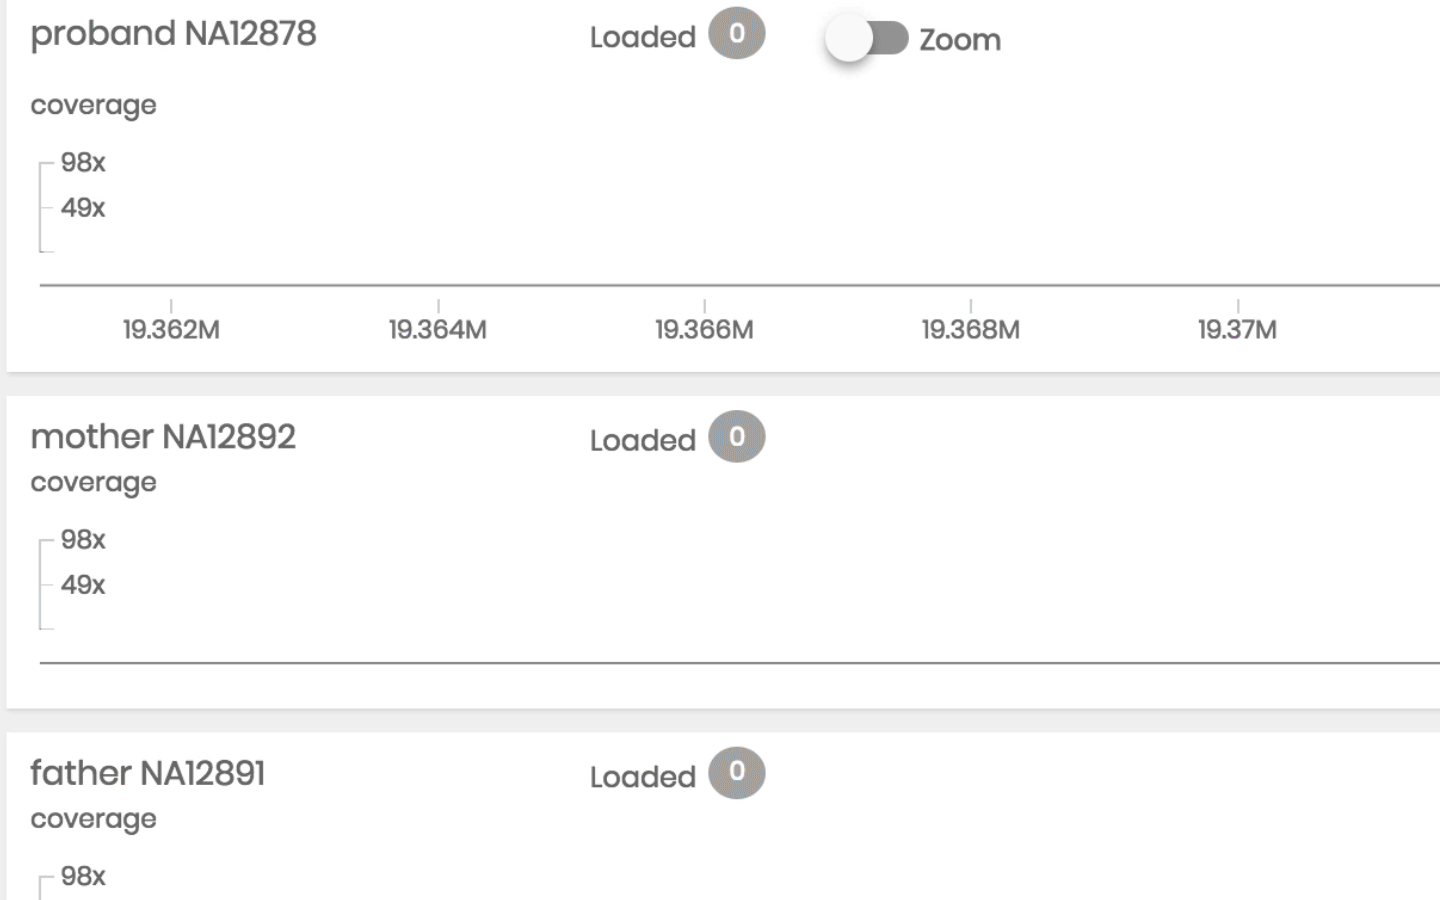 proband NA12878 Loaded 0 Zoom
coverage
98x
49x
19.362M 19.364M 19.366M 19.368M 19.37M
mother NA12892 Loaded 0
coverage
98x
49x
father NA12891 Loaded 0
coverage
98x